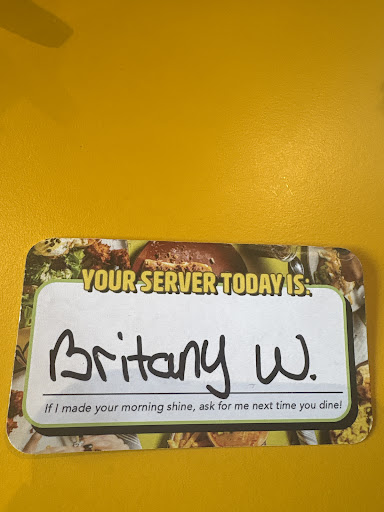 YOUR SERVER TODAY IS:
Britany W.
If I made your morning shine, ask for me next time you dine!